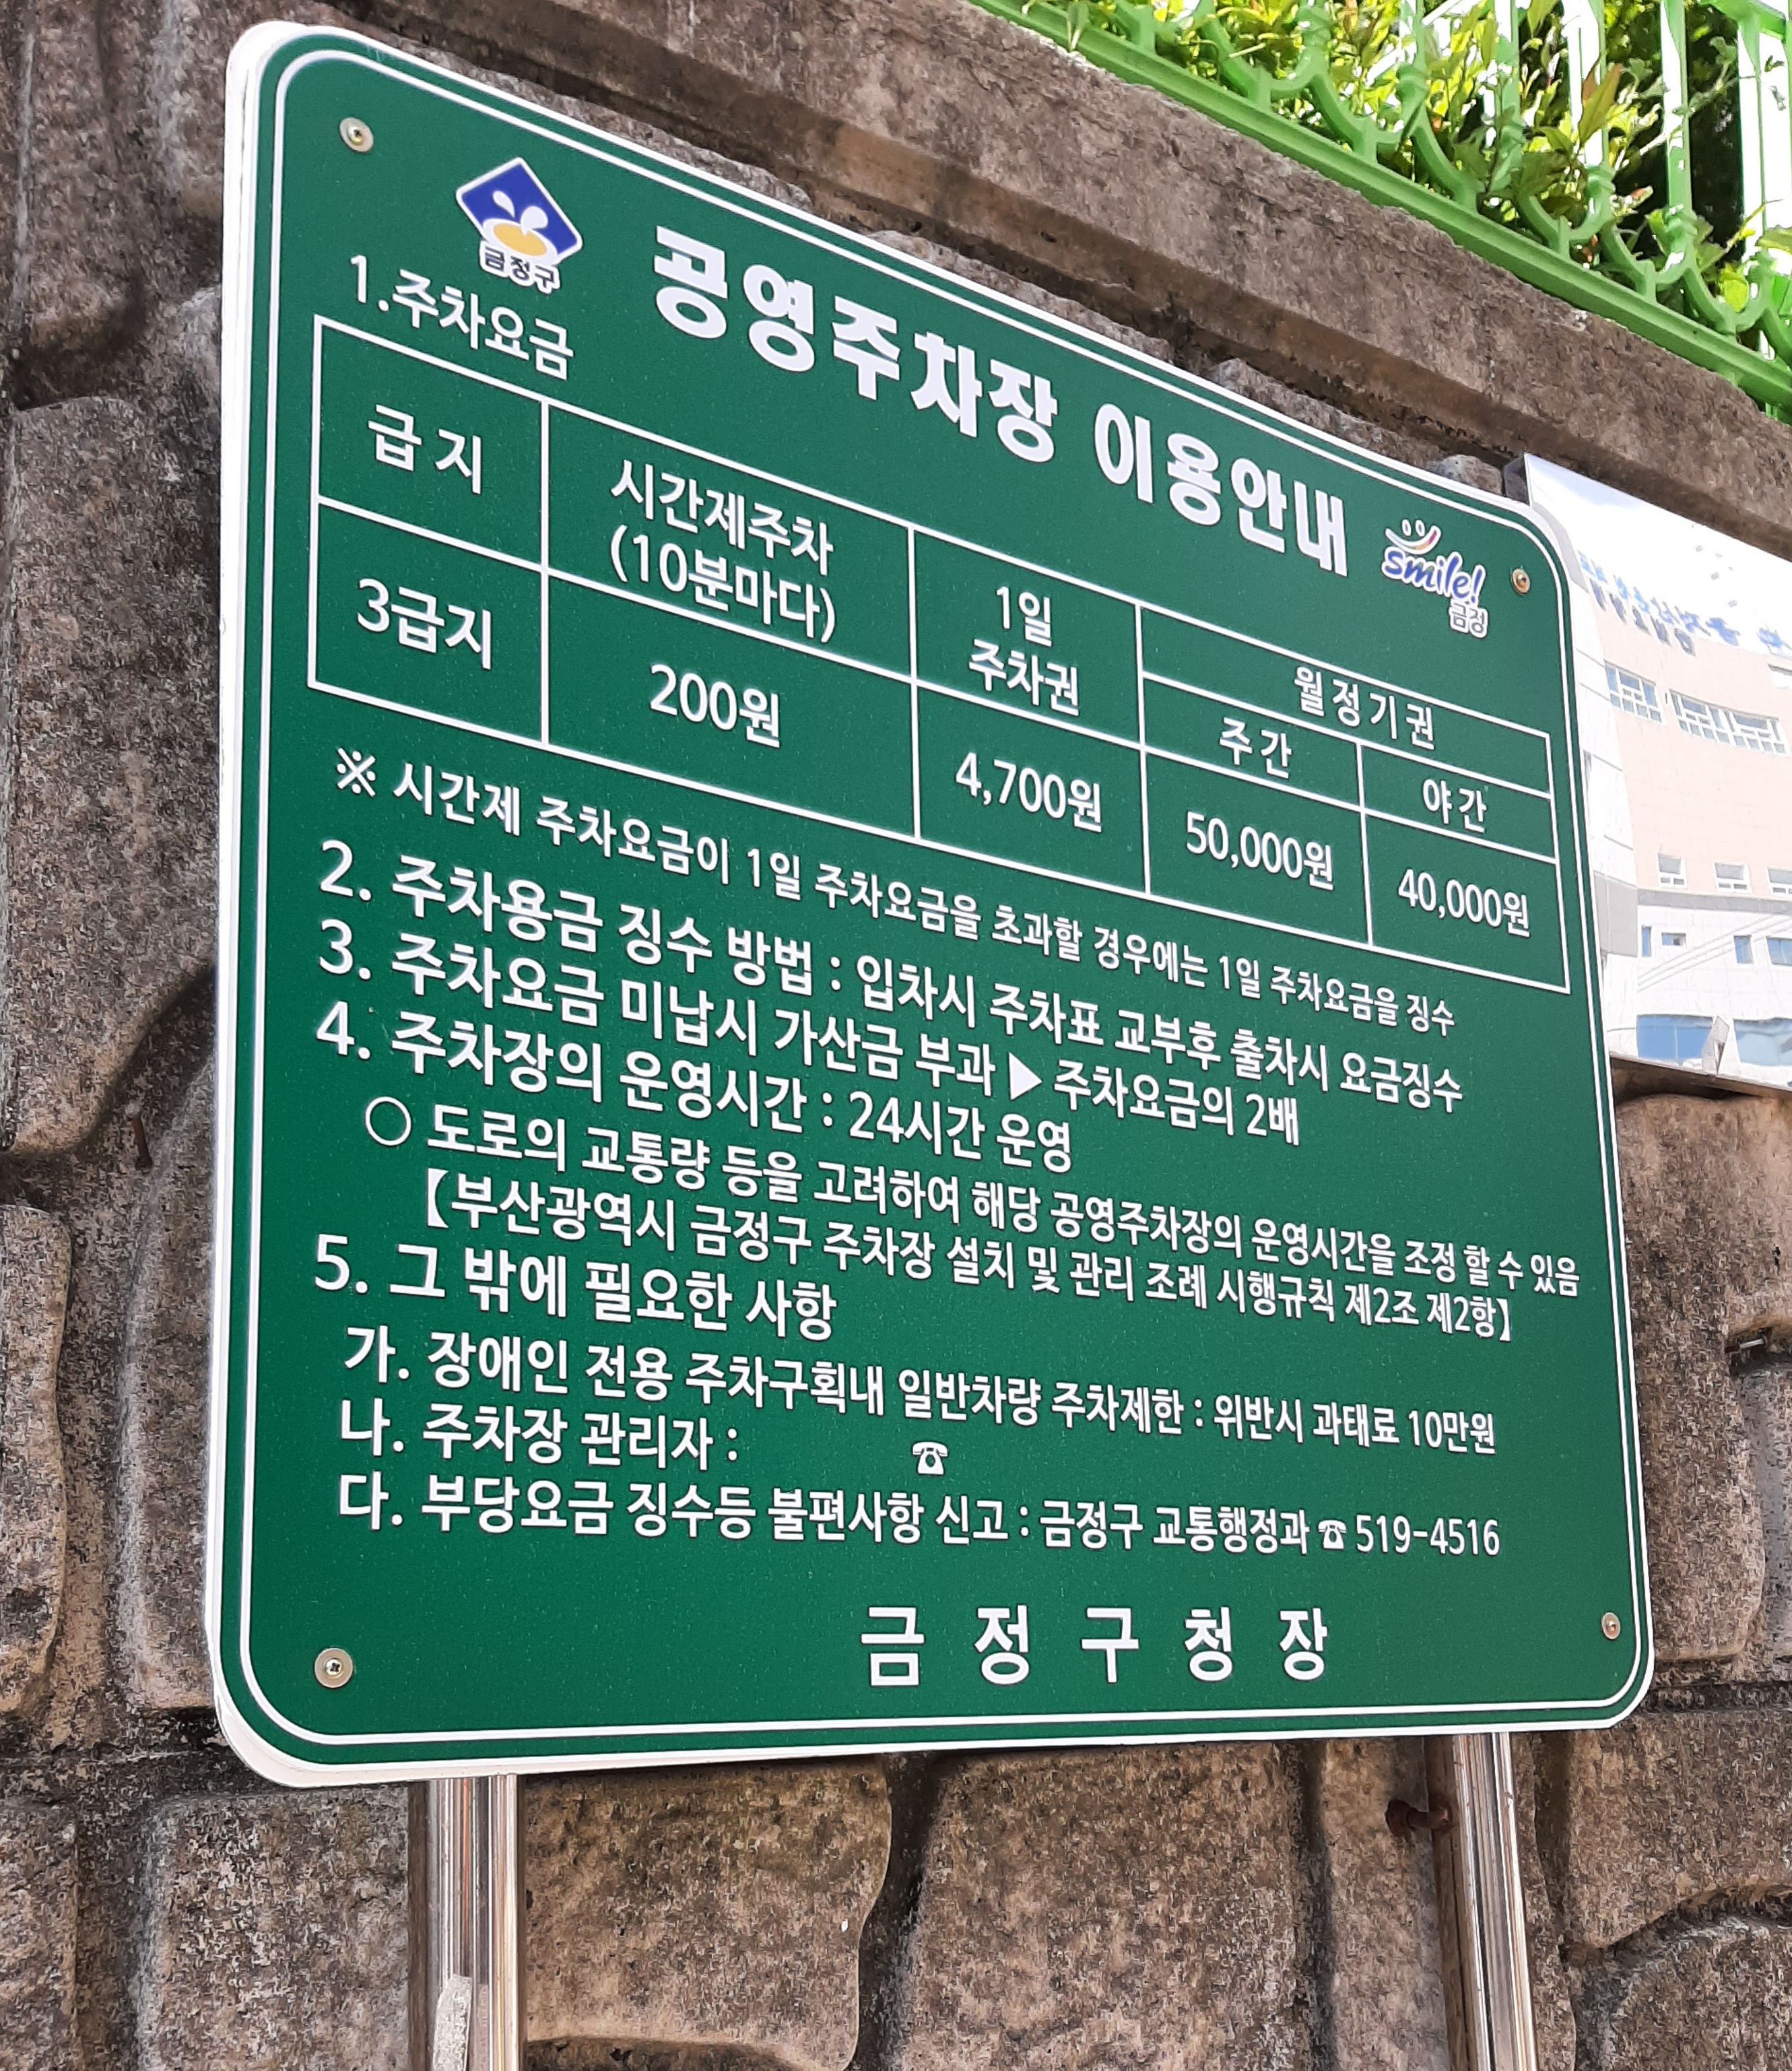 금정구
공영주차장 이용안내
smile!
금정
1.주차요금
급지
시간제주차
(10분마다)
1일
주차권
월정기권
주간
야간
3급지
200원
4,700원
50,000원
40,000원
※ 시간제 주차요금이 1일 주차요금을 초과할 경우에는 1일 주차요금을 징수
2. 주차용금 징수 방법 : 입차시 주차표 교부후 출차시 요금징수
3. 주차요금 미납시 가산금 부과 ▶ 주차요금의 2배
4. 주차장의 운영시간 : 24시간 운영
○ 도로의 교통량 등을 고려하여 해당 공영주차장의 운영시간을 조정 할 수 있음
【부산광역시 금정구 주차장 설치 및 관리 조례 시행규칙 제2조 제2항】
5. 그 밖에 필요한 사항
가. 장애인 전용 주차구획내 일반차량 주차제한 : 위반시 과태료 10만원
나. 주차장 관리자 : ☎
다. 부당요금 징수등 불편사항 신고 : 금정구 교통행정과 ☎ 519-4516
금정구청장